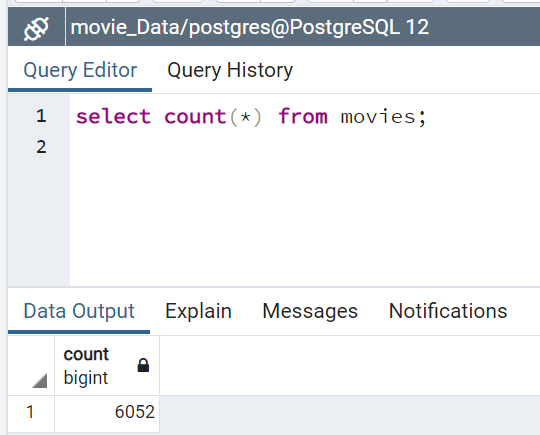 movie_Data/postgres@PostgreSQL 12
Query Editor Query History
1 select count(*) from movies;
2
Data Output Explain Messages Notifications
count
bigint
1 6052